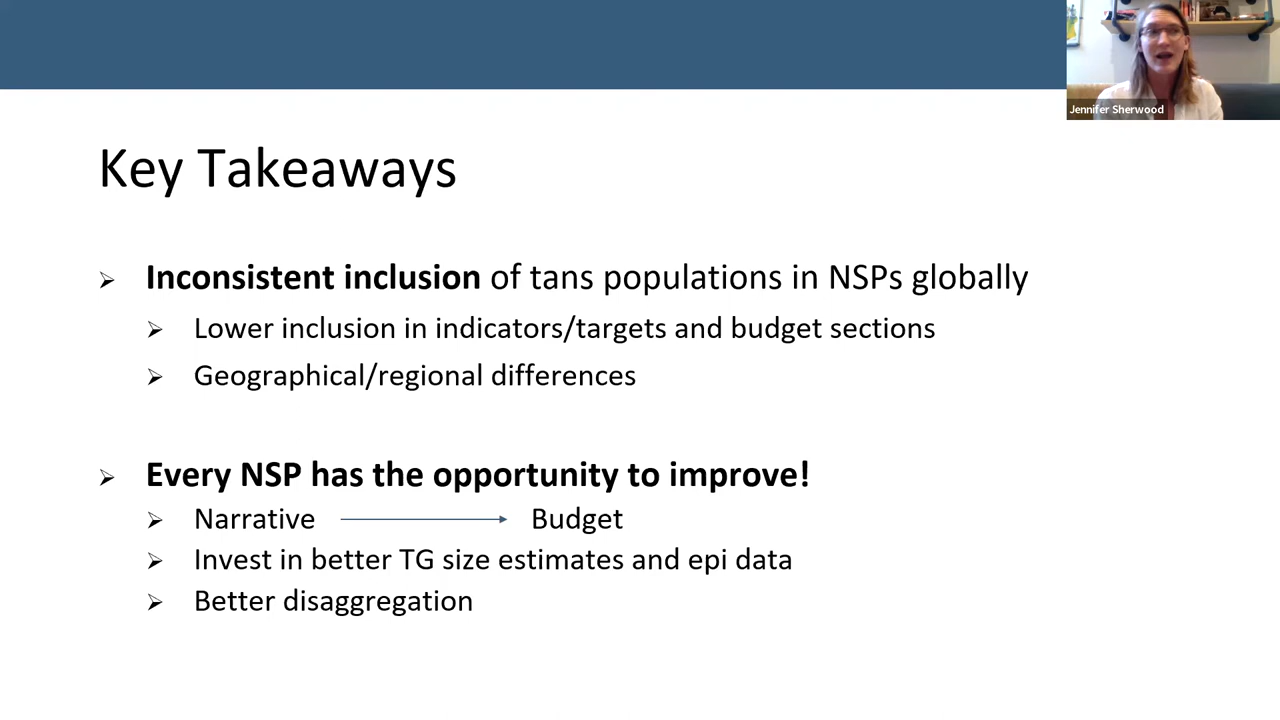 Jennifer Sherwood
Key Takeaways
➢ Inconsistent inclusion of tans populations in NSPs globally
➢ Lower inclusion in indicators/targets and budget sections
➢ Geographical/regional differences
➢ Every NSP has the opportunity to improve!
➢ Narrative → Budget
➢ Invest in better TG size estimates and epi data
➢ Better disaggregation